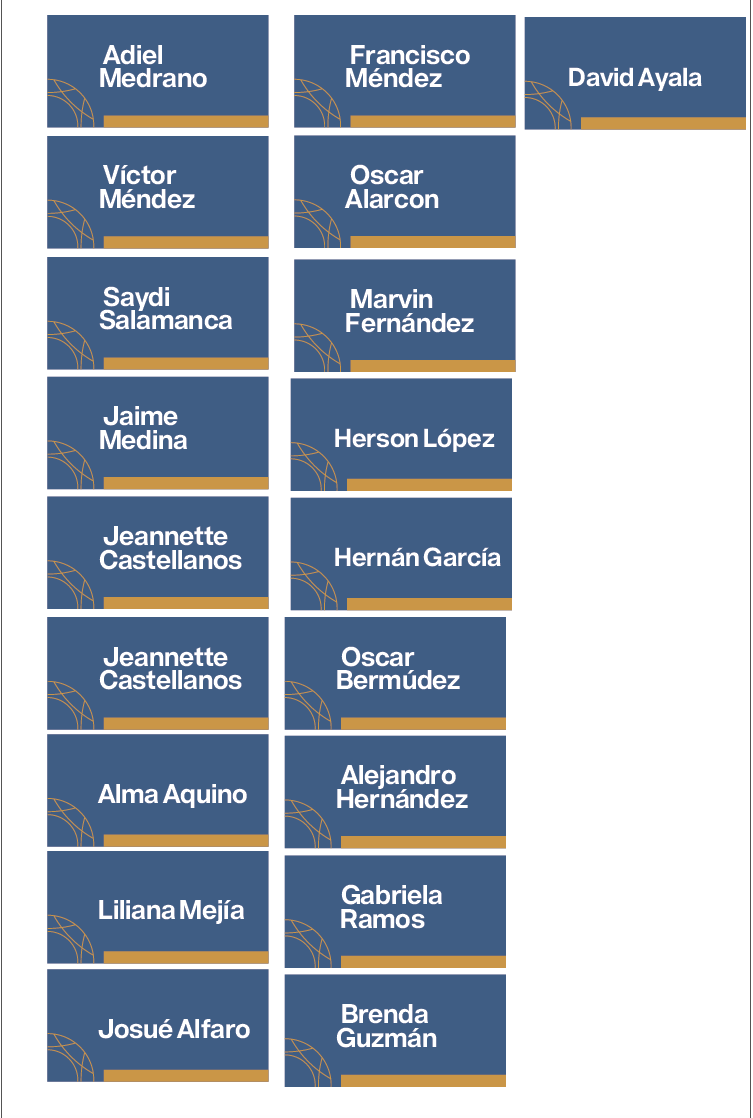 Adiel
Medrano
Víctor
Méndez
Saydi
Salamanca
Jaime
Medina
Jeannette
Castellanos
Jeannette
Castellanos
Alma Aquino
Liliana Mejía
Josué Alfaro
Francisco
Méndez
Oscar
Alarcon
Marvin
Fernández
Herson López
Hernán García
Oscar
Bermúdez
Alejandro
Hernández
Gabriela
Ramos
Brenda
Guzmán
David Ayala